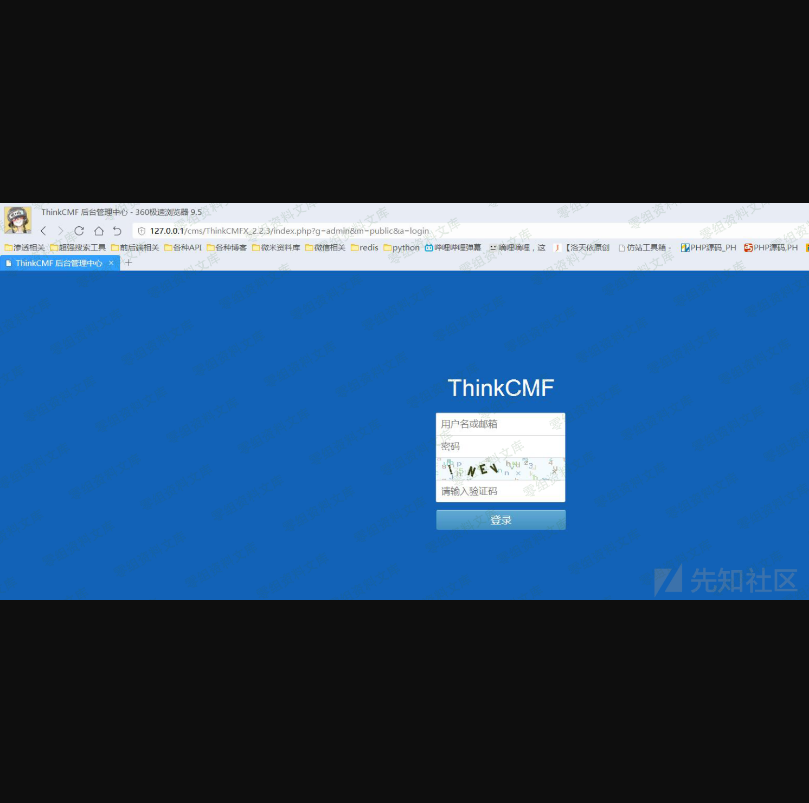 ThinkCMF 后台管理中心 - 360极速浏览器 9.5
127.0.0.1/cms/ThinkCMFX_2.2.3/index.php?g=admin&m=public&a=login
渗透相关 超强搜索工具 前后端相关 各种API 各种博客 微米资料库 微信相关 redis python 哔哩哔哩弹幕 嘀哩嘀哩，这 【洛天依原创 仿站工具箱 - PHP源码_PH PHP源码,PH
ThinkCMF 后台管理中心 × +
ThinkCMF
用户名或邮箱
密码
NEV
请输入验证码
登录
先知社区
零组资料文库